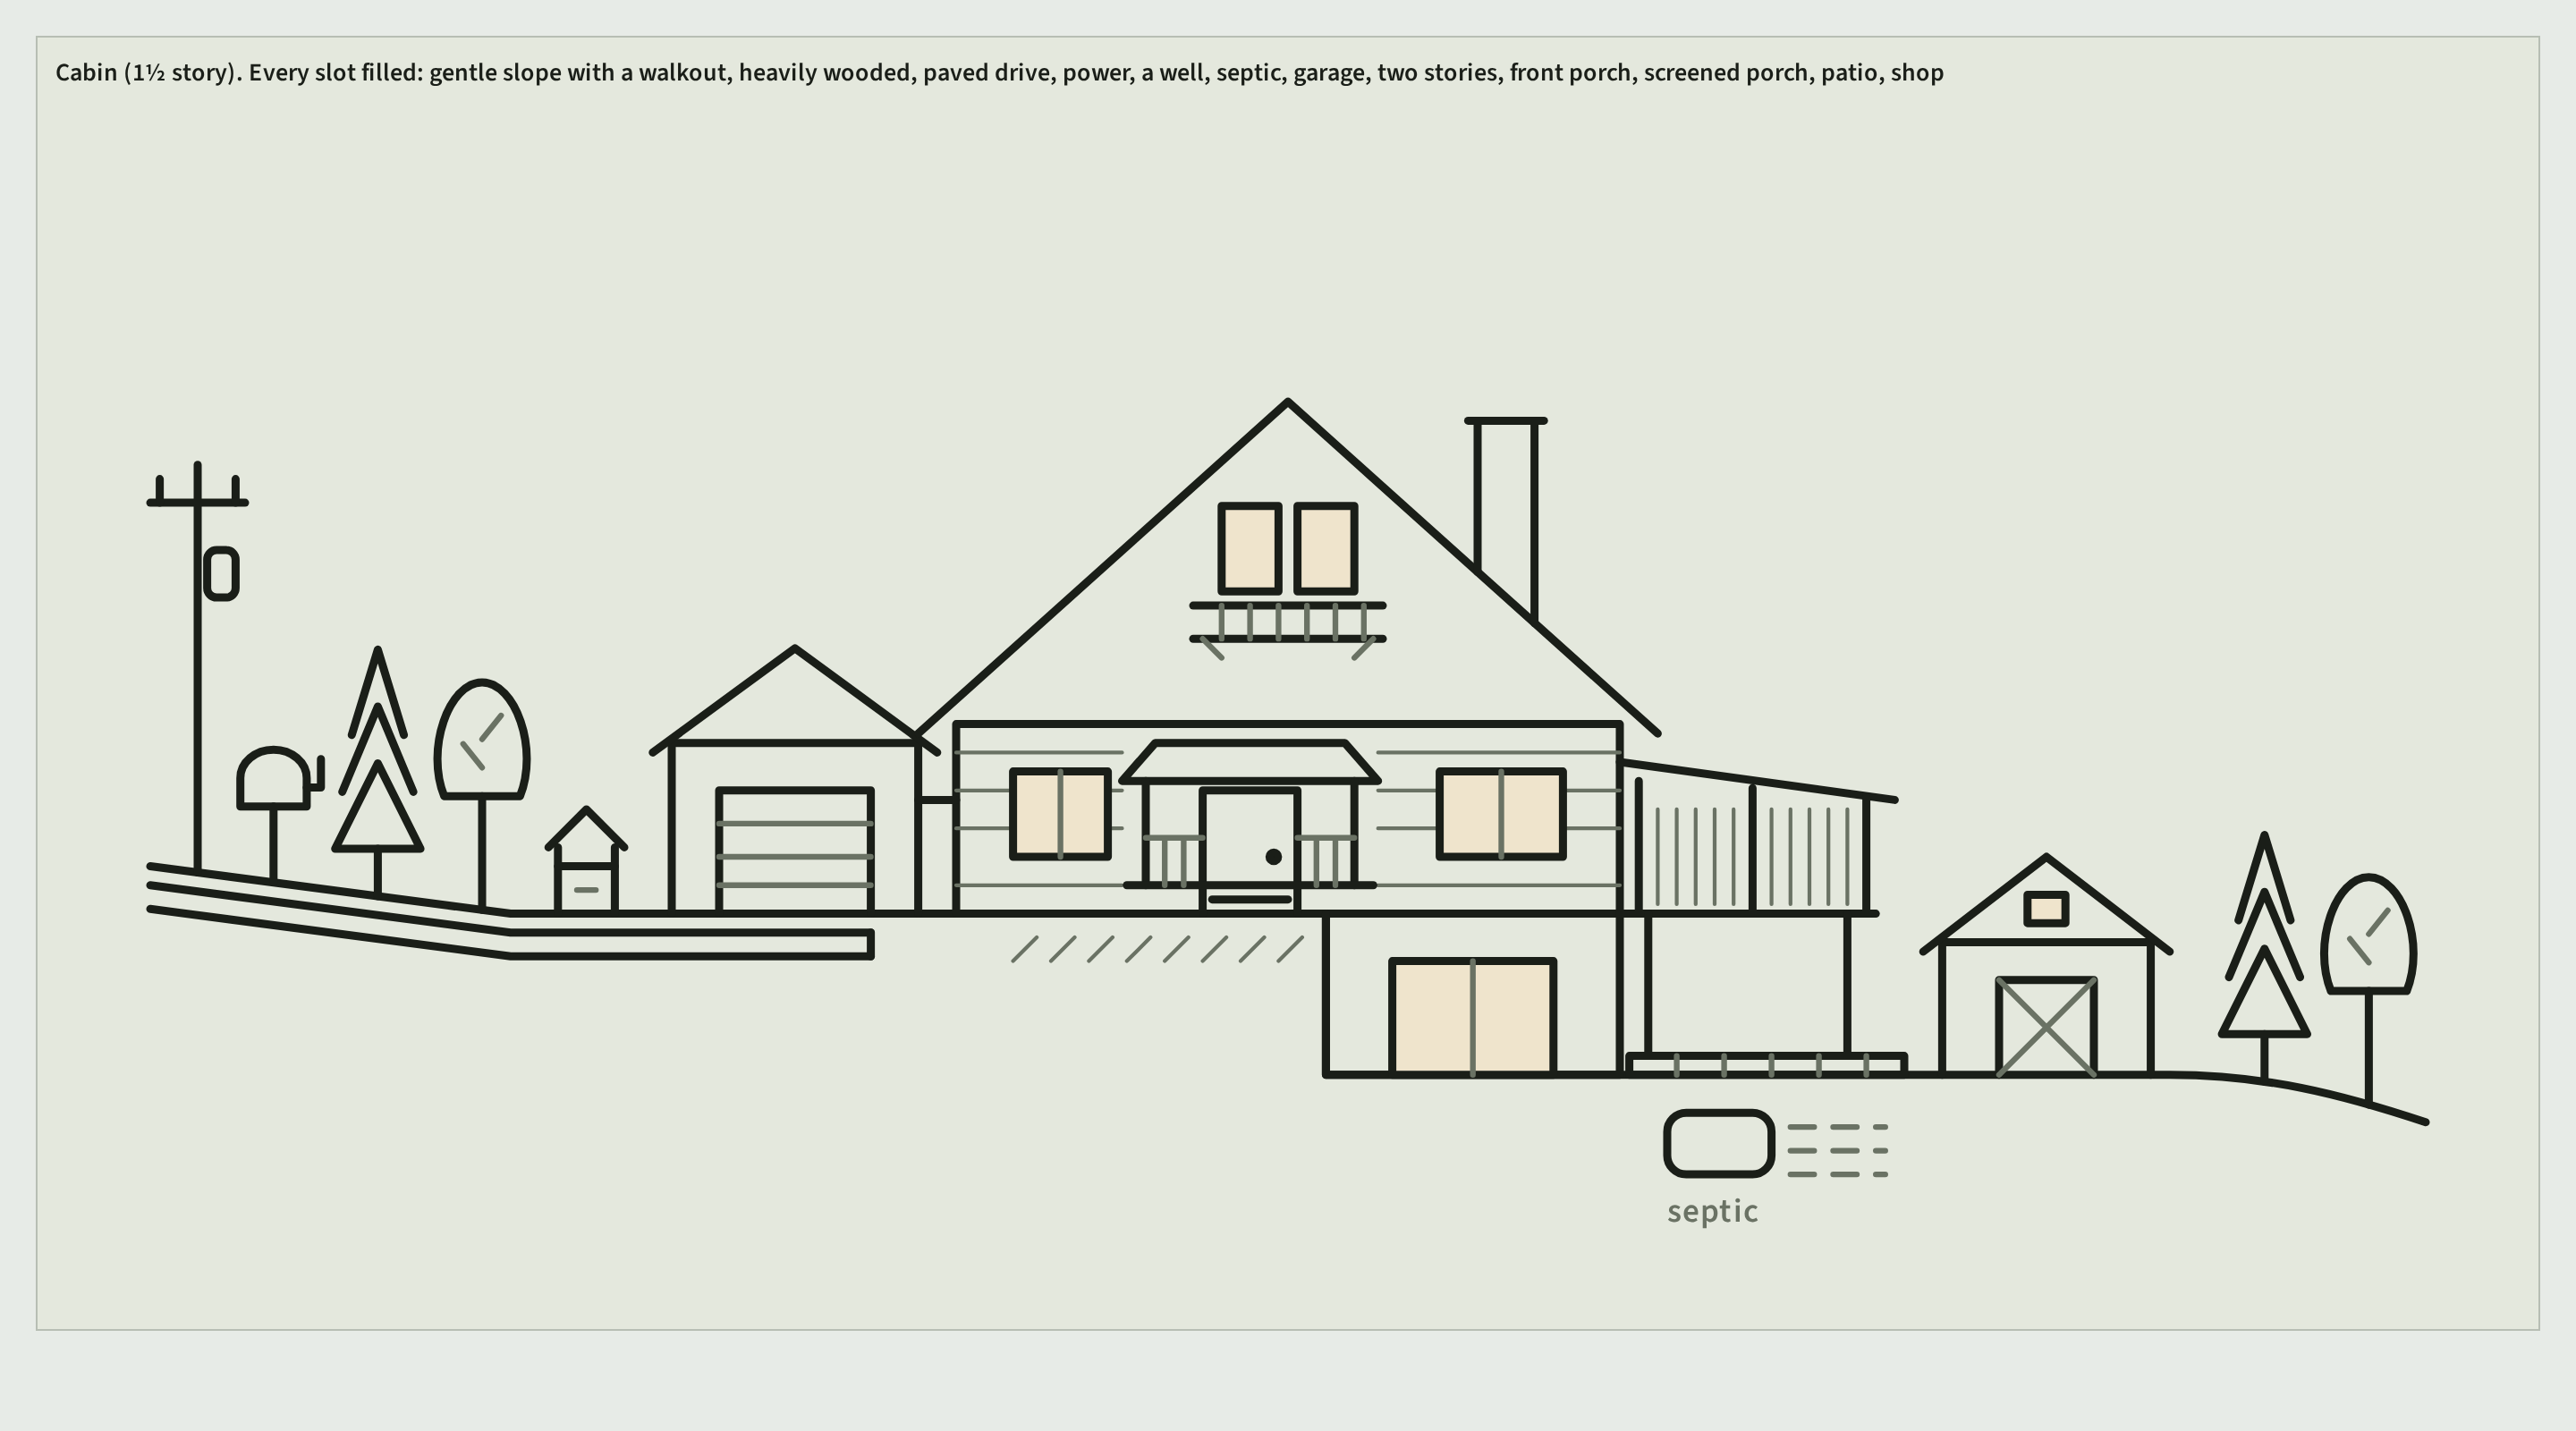 Cabin (1½ story). Every slot filled: gentle slope with a walkout, heavily wooded, paved drive, power, a well, septic, garage, two stories, front porch, screened porch, patio, shop
septic